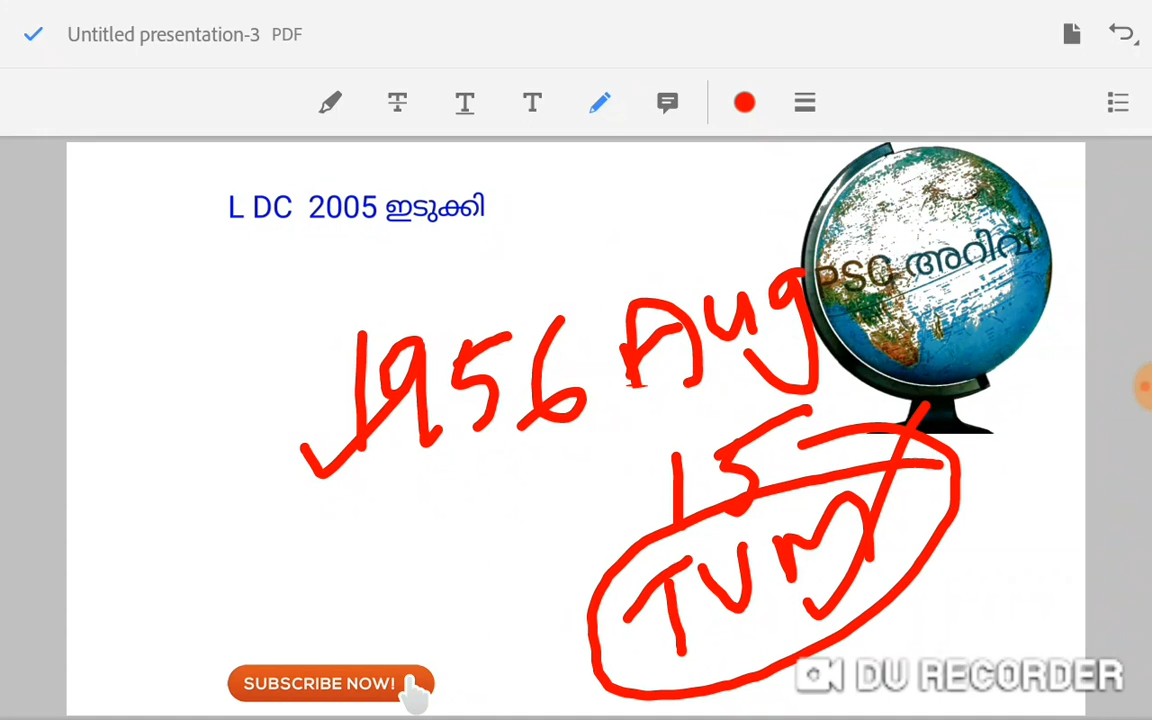 Untitled presentation-3 PDF
L DC 2005 ഇടുക്കി
PSC അറിവ്
1956 Aug
15
TVM
SUBSCRIBE NOW!
DU RECORDER